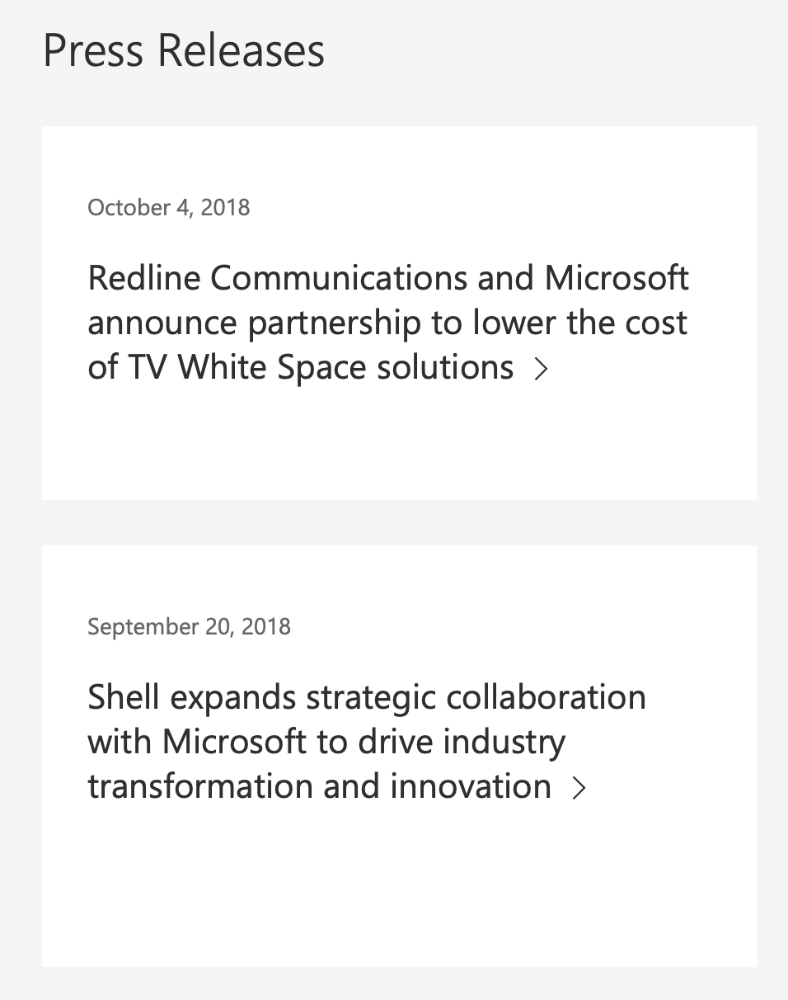 Press Releases
October 4, 2018
Redline Communications and Microsoft
announce partnership to lower the cost
of TV White Space solutions
September 20, 2018
Shell expands strategic collaboration
with Microsoft to drive industry
transformation and innovation